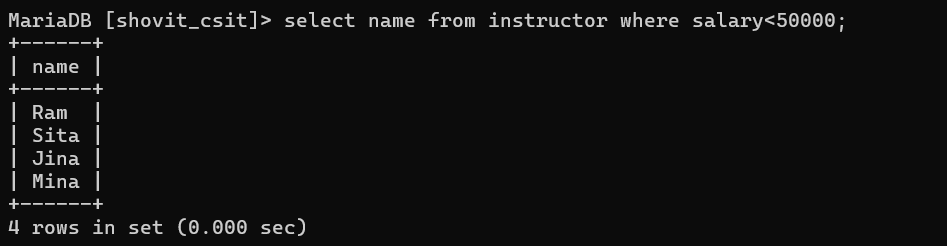 MariaDB [shovit_csit]> select name from instructor where salary<50000;
+------+
| name |
+------+
| Ram  |
| Sita |
| Jina |
| Mina |
+------+
4 rows in set (0.000 sec)